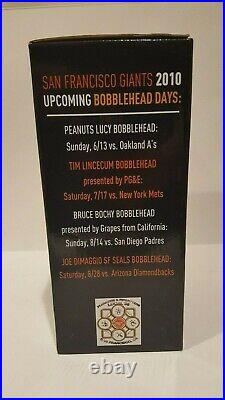 SAN FRANCISCO GIANTS 2010
UPCOMING BOBBLEHEAD DAYS:
PEANUTS LUCY BOBBLEHEAD:
Sunday, 6/13 vs. Oakland A's
TIM LINCECUM BOBBLEHEAD
presented by PG&E:
Saturday, 7/17 vs. New York Mets
BRUCE BOCHY BOBBLEHEAD
presented by Grapes from California:
Sunday, 8/14 vs. San Diego Padres
JOE DIMAGGIO SF SEALS BOBBLEHEAD:
Saturday, 8/28 vs. Arizona Diamondbacks